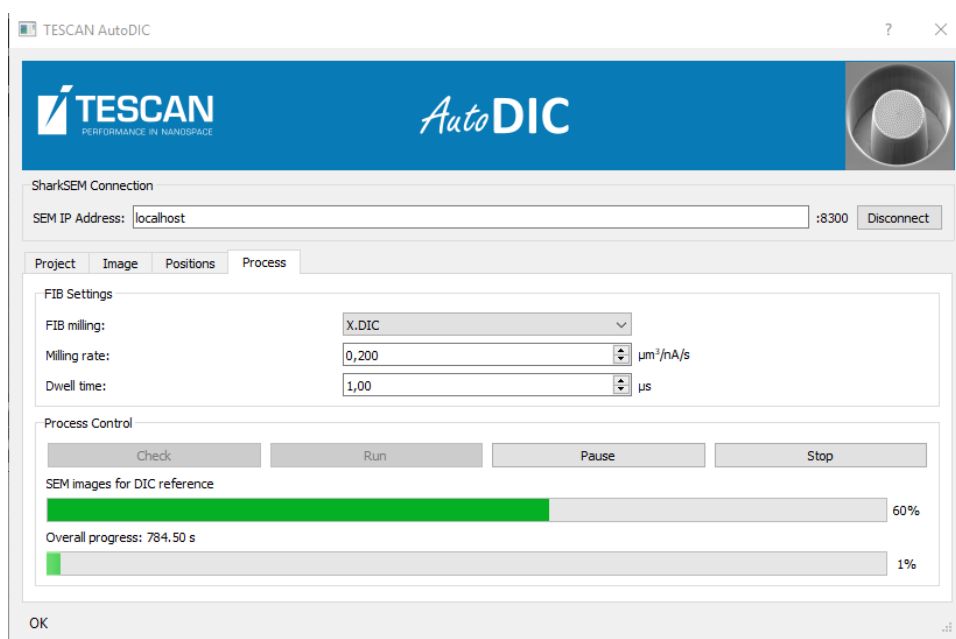 TESCAN AutoDIC
?
TESCAN
PERFORMANCE IN NANOSPACE
AutoDIC
SharkSEM Connection
SEM IP Address: localhost :8300 Disconnect
Project Image Positions Process
FIB Settings
FIB milling: X.DIC
Milling rate: 0,200 µm³/nA/s
Dwell time: 1,00 µs
Process Control
Check Run Pause Stop
SEM images for DIC reference
60%
Overall progress: 784.50 s
1%
OK